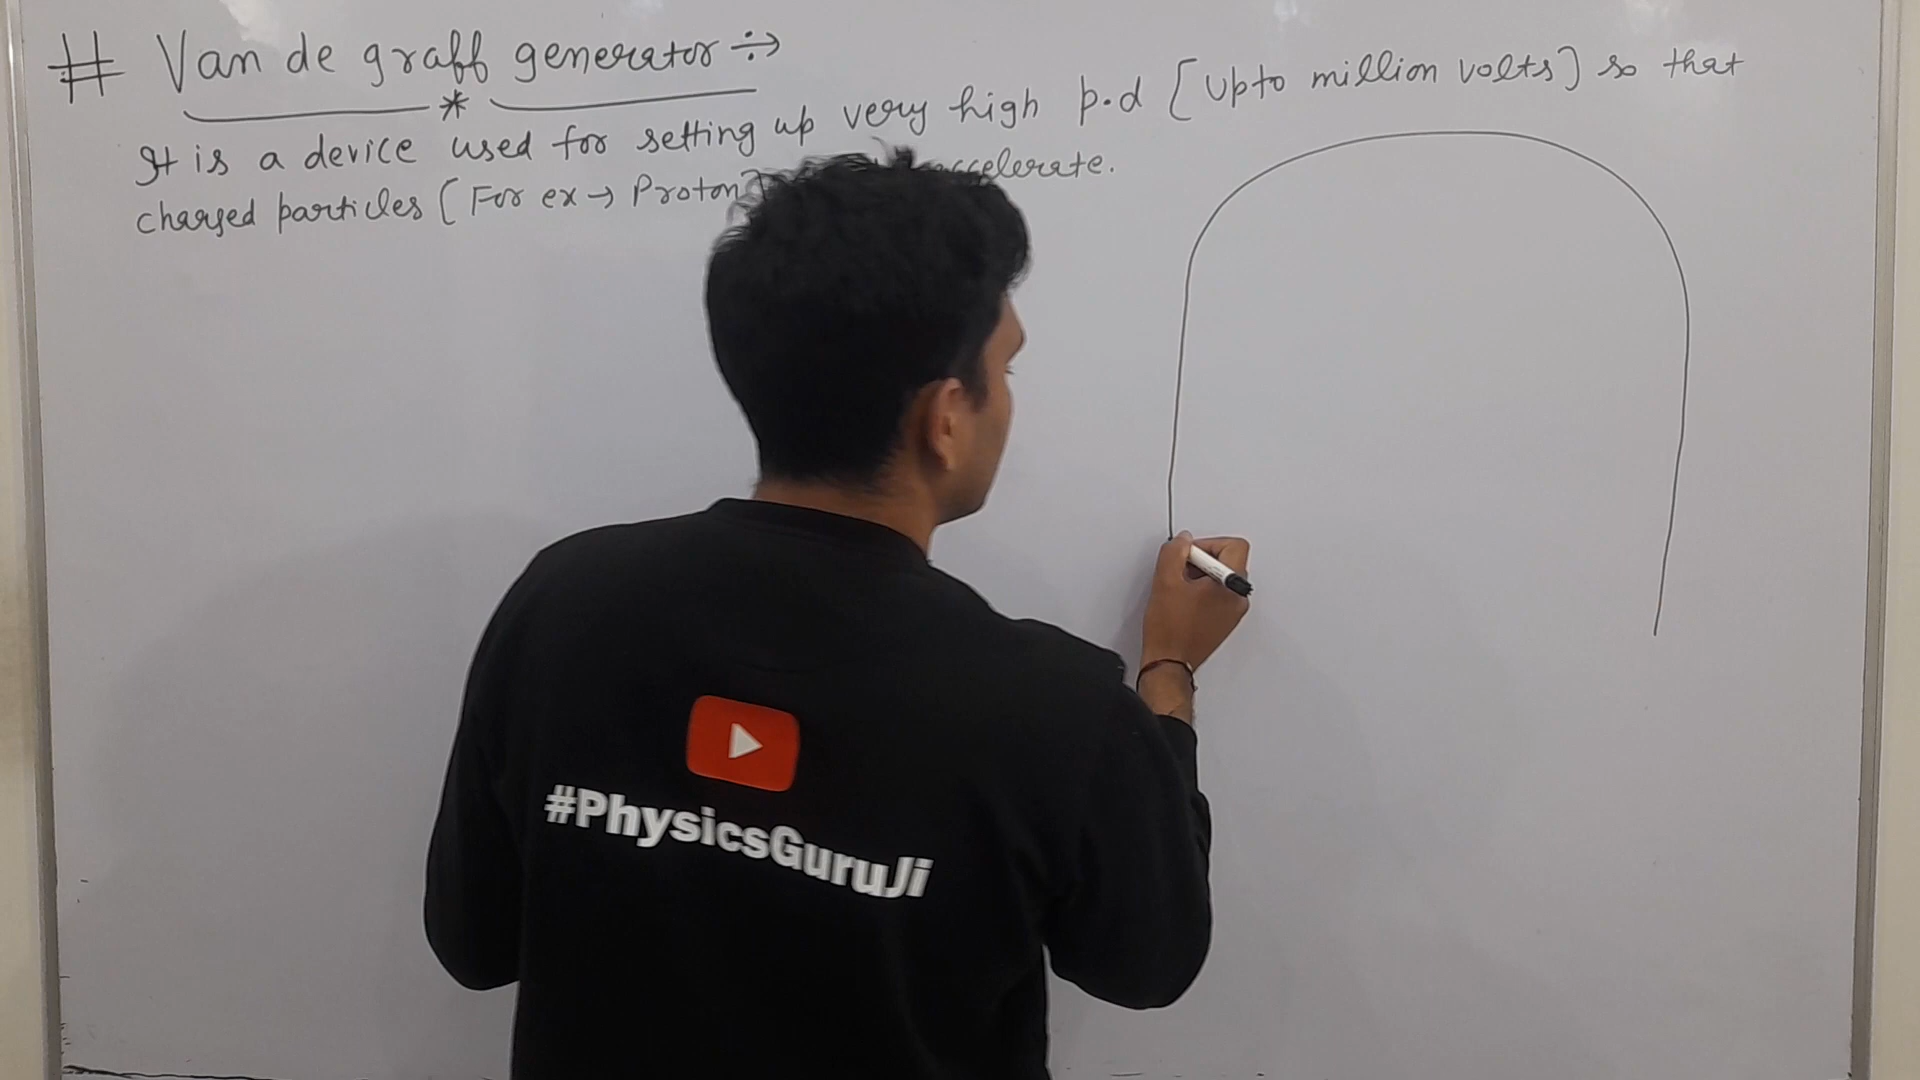 # Van de graff generator ÷>
*
It is a device used for setting up very high p.d [upto million volts] so that
charged particles (For ex → Proton) accelerate.
#PhysicsGuruJi